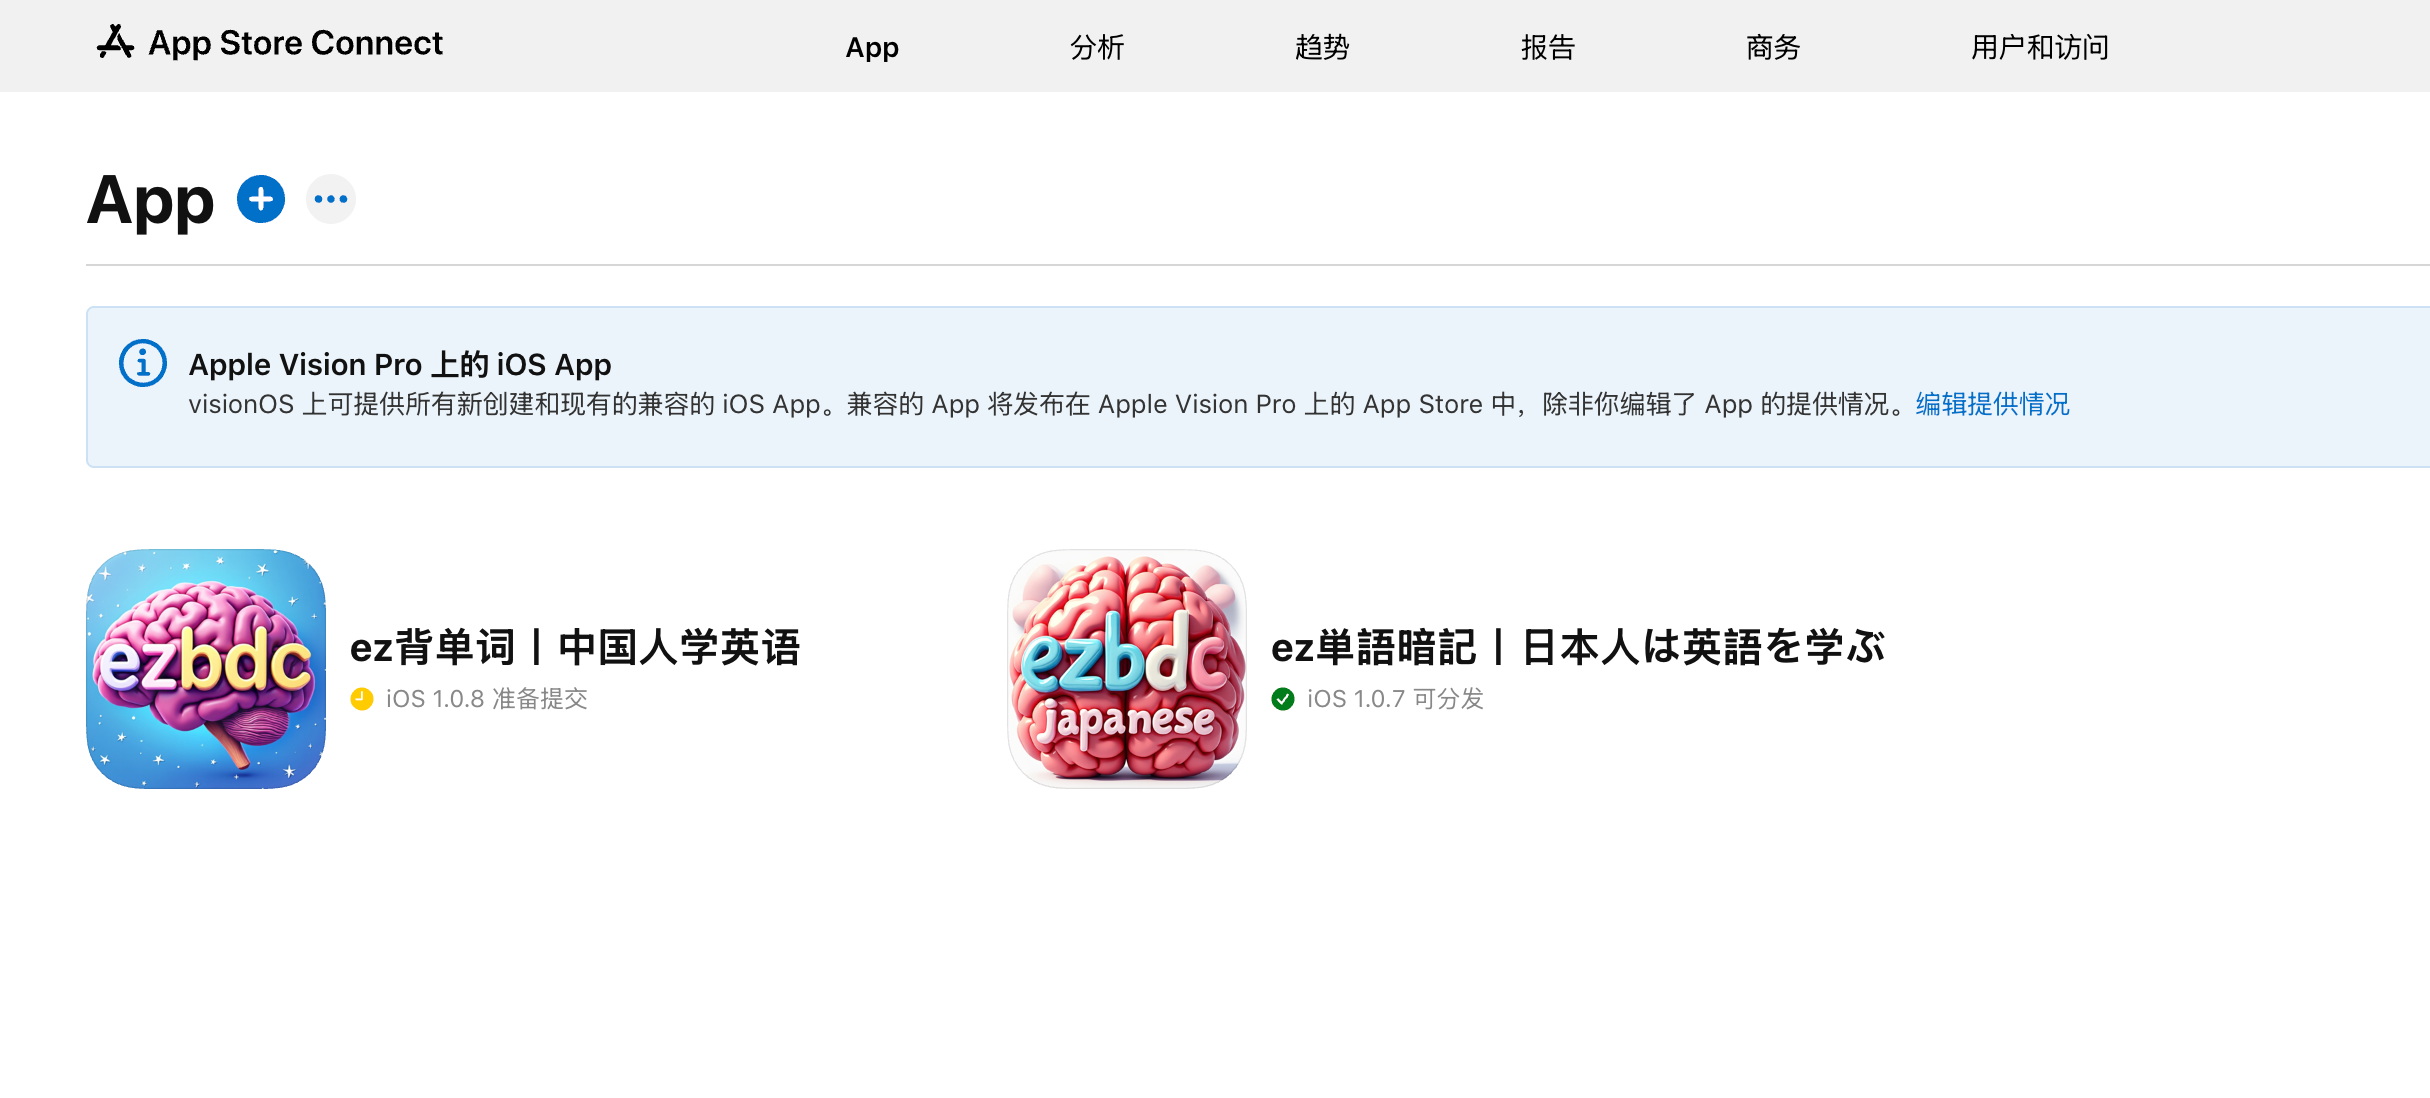 App Store Connect
App
分析
趋势
报告
商务
用户和访问
App
Apple Vision Pro 上的 iOS App
visionOS 上可提供所有新创建和现有的兼容的 iOS App。兼容的 App 将发布在 Apple Vision Pro 上的 App Store 中，除非你编辑了 App 的提供情况。编辑提供情况
ezbdc
ez背单词丨中国人学英语
iOS 1.0.8 准备提交
ezbdc
japanese
ez単語暗記丨日本人は英語を学ぶ
iOS 1.0.7 可分发